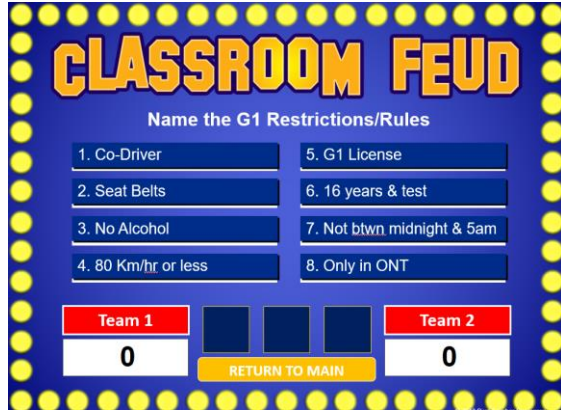 CLASSROOM FEUD
Name the G1 Restrictions/Rules
1. Co-Driver
2. Seat Belts
3. No Alcohol
4. 80 Km/hr or less
5. G1 License
6. 16 years & test
7. Not btwn midnight & 5am
8. Only in ONT
Team 1
0
Team 2
0
RETURN TO MAIN